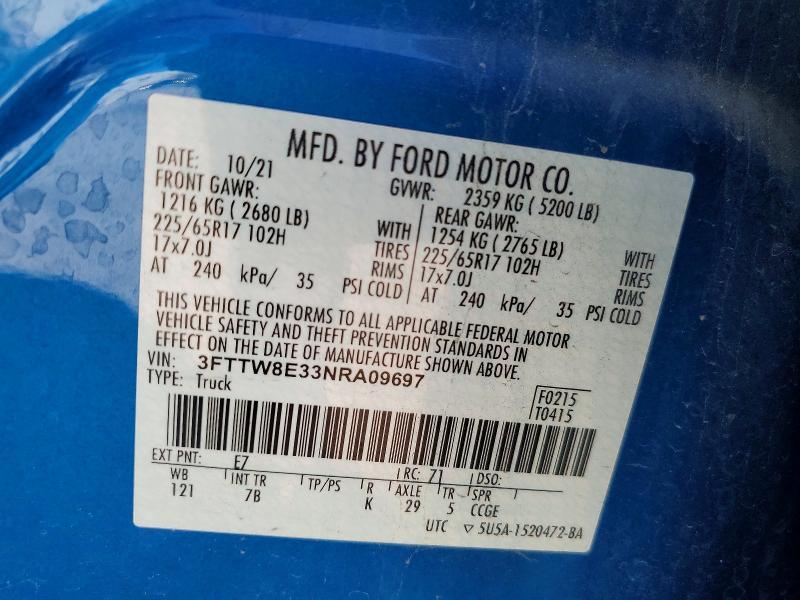 MFD. BY FORD MOTOR CO.
DATE: 10/21 GVWR: 2359 KG ( 5200 LB)
FRONT GAWR: REAR GAWR:
1216 KG ( 2680 LB) WITH 1254 KG ( 2765 LB) WITH
225/65R17 102H TIRES 225/65R17 102H TIRES
17x7.0J RIMS 17x7.0J RIMS
AT 240 kPa/ 35 PSI COLD AT 240 kPa/ 35 PSI COLD
THIS VEHICLE CONFORMS TO ALL APPLICABLE FEDERAL MOTOR
VEHICLE SAFETY AND THEFT PREVENTION STANDARDS IN
EFFECT ON THE DATE OF MANUFACTURE SHOWN ABOVE.
VIN: 3FTTW8E33NRA09697
TYPE: Truck F0215
T0415
EXT PNT: E7 RC: 71 DSO:
WB INT TR TP/PS R AXLE TR SPR
121 7B K 29 5 CCGE
UTC ▽ 5U5A-1520472-BA